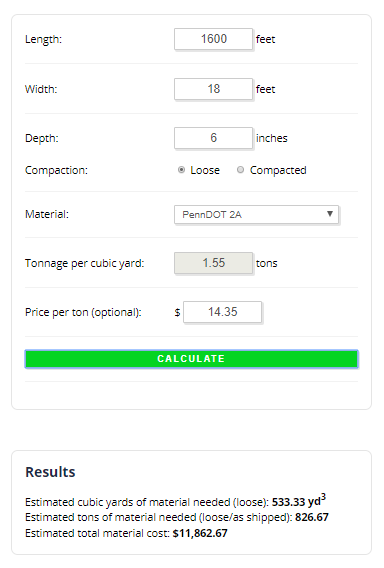 Length: 1600 feet
Width: 18 feet
Depth: 6 inches
Compaction: Loose Compacted
Material: PennDOT 2A
Tonnage per cubic yard: 1.55 tons
Price per ton (optional): $ 14.35
CALCULATE
Results
Estimated cubic yards of material needed (loose): 533.33 yd³
Estimated tons of material needed (loose/as shipped): 826.67
Estimated total material cost: $11,862.67